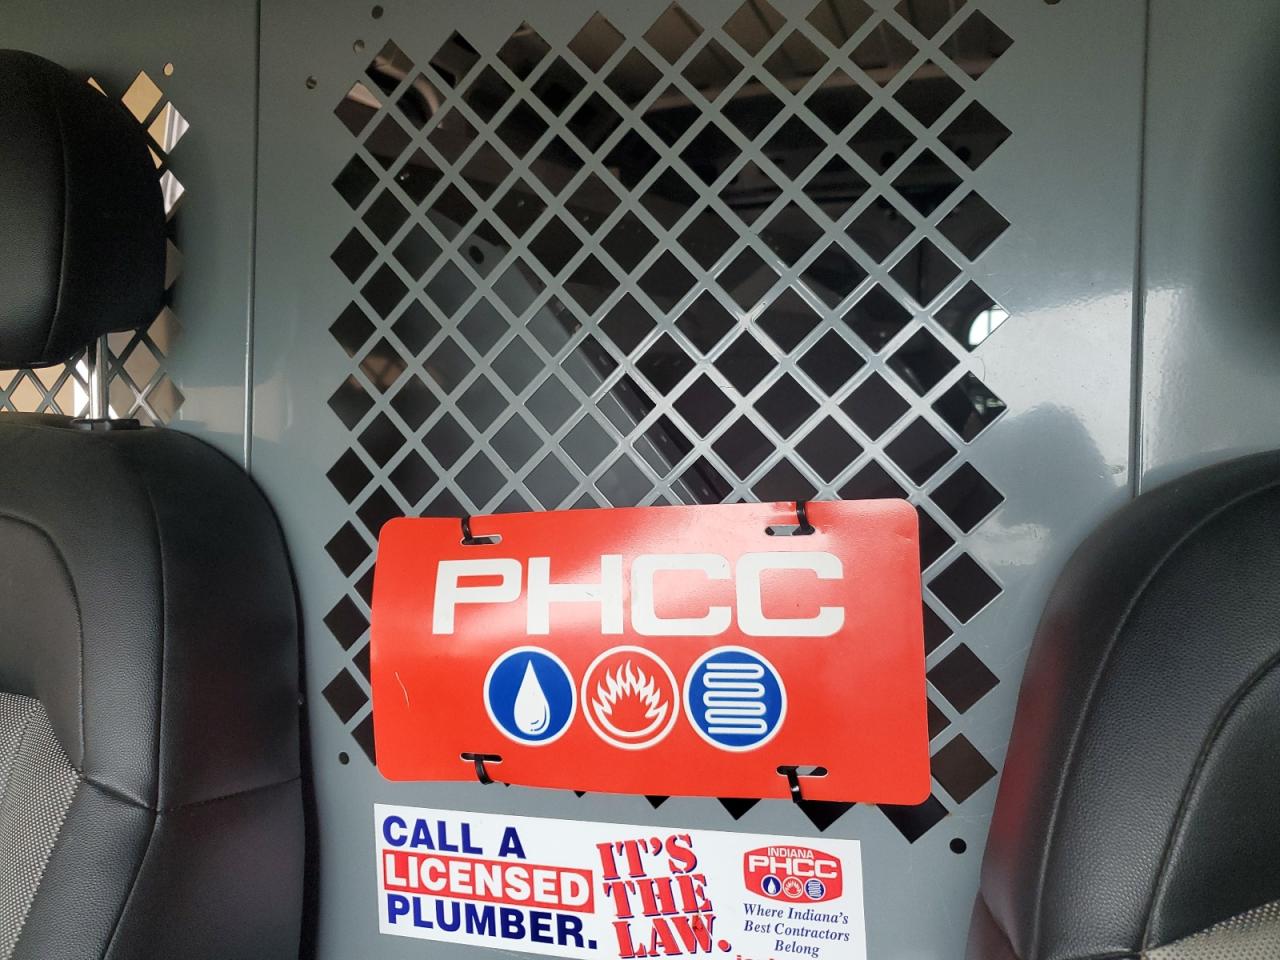 PHCC
CALL A
LICENSED
PLUMBER.
IT'S
THE
LAW.
INDIANA
PHCC
Where Indiana's
Best Contractors
Belong